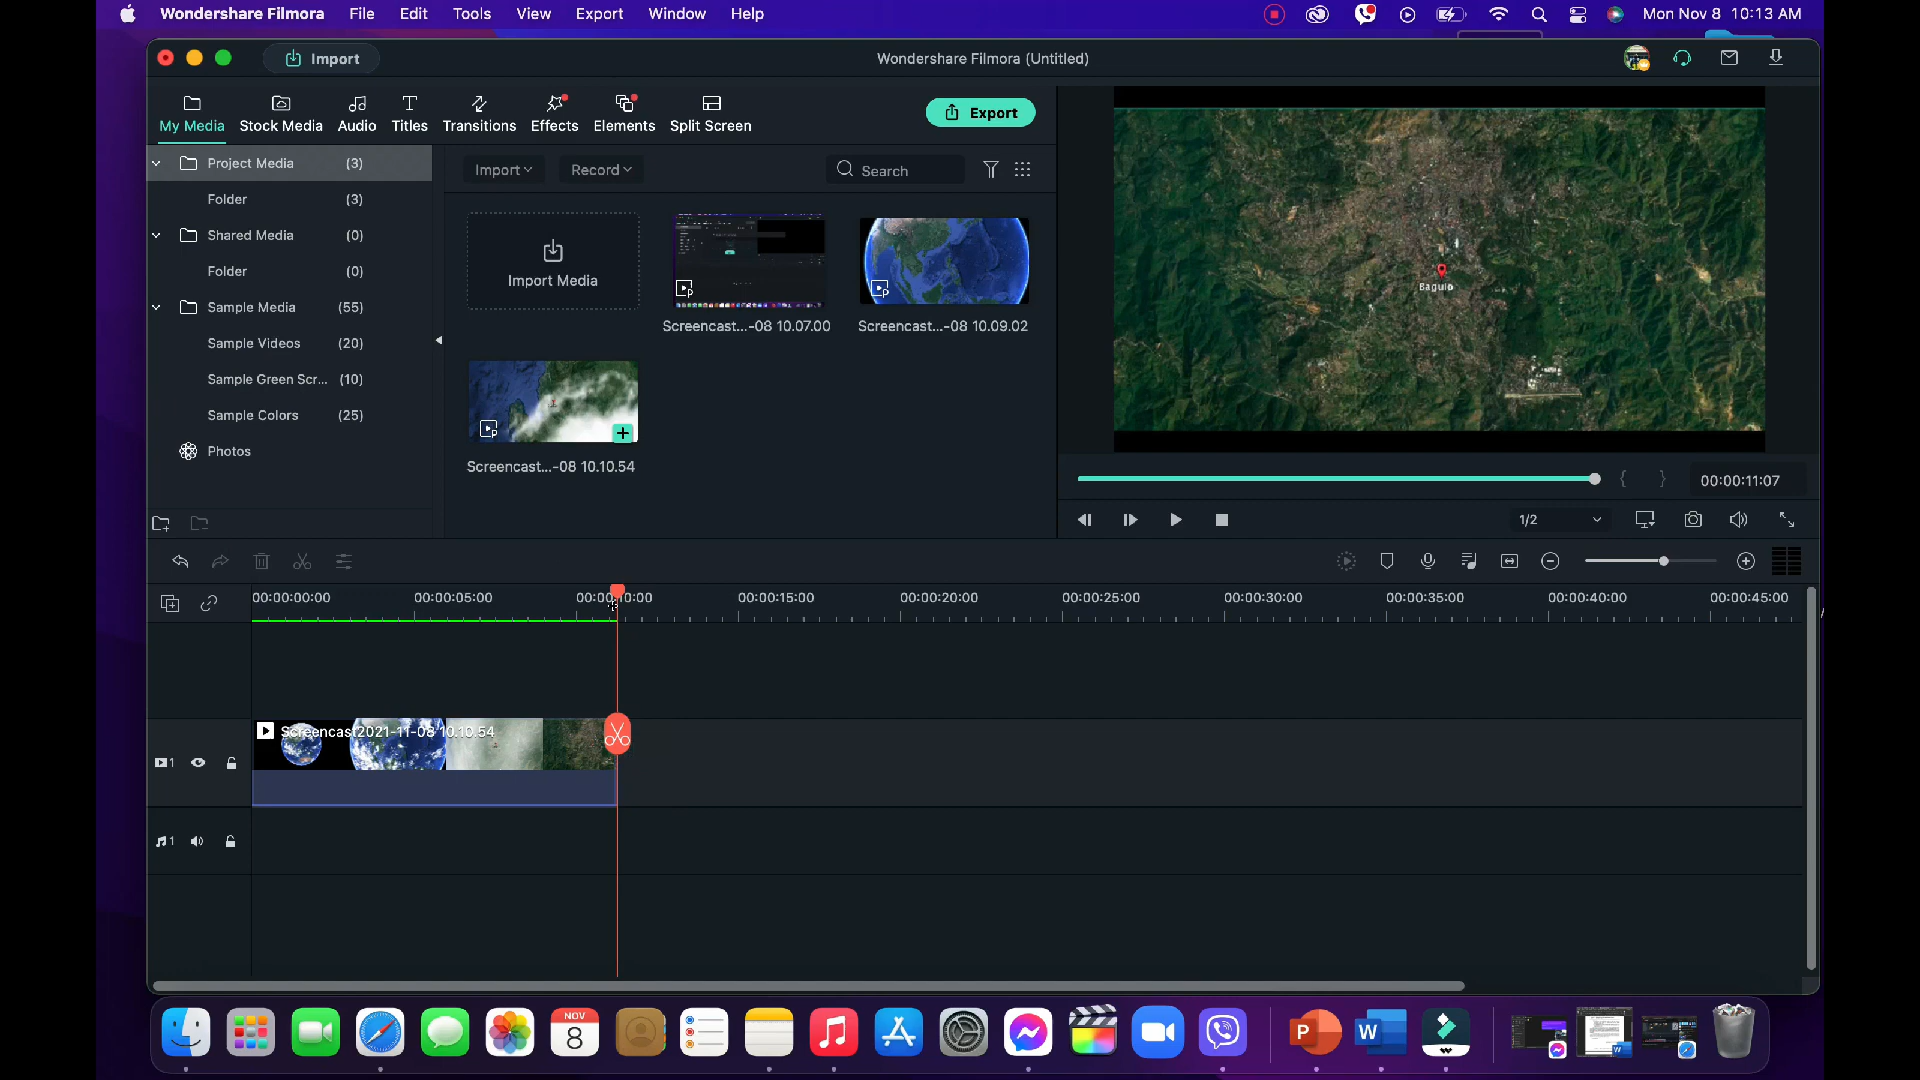 Wondershare Filmora File Edit Tools View Export Window Help Mon Nov 8 10:13 AM
Import Wondershare Filmora (Untitled)
My Media Stock Media Audio Titles Transitions Effects Elements Split Screen Export
Project Media (3)
Folder (3)
Shared Media (0)
Folder (0)
Sample Media (55)
Sample Videos (20)
Sample Green Scr... (10)
Sample Colors (25)
Photos
Import Record Search
Import Media
Screencast...-08 10.07.00
Screencast...-08 10.09.02
Screencast...-08 10.10.54
Baguio
00:00:11:07
1/2
00:00:00:00 00:00:05:00 00:00:10:00 00:00:15:00 00:00:20:00 00:00:25:00 00:00:30:00 00:00:35:00 00:00:40:00 00:00:45:00
Screencast2021-11-08 10.10.54
1
1
NOV
8
P
W